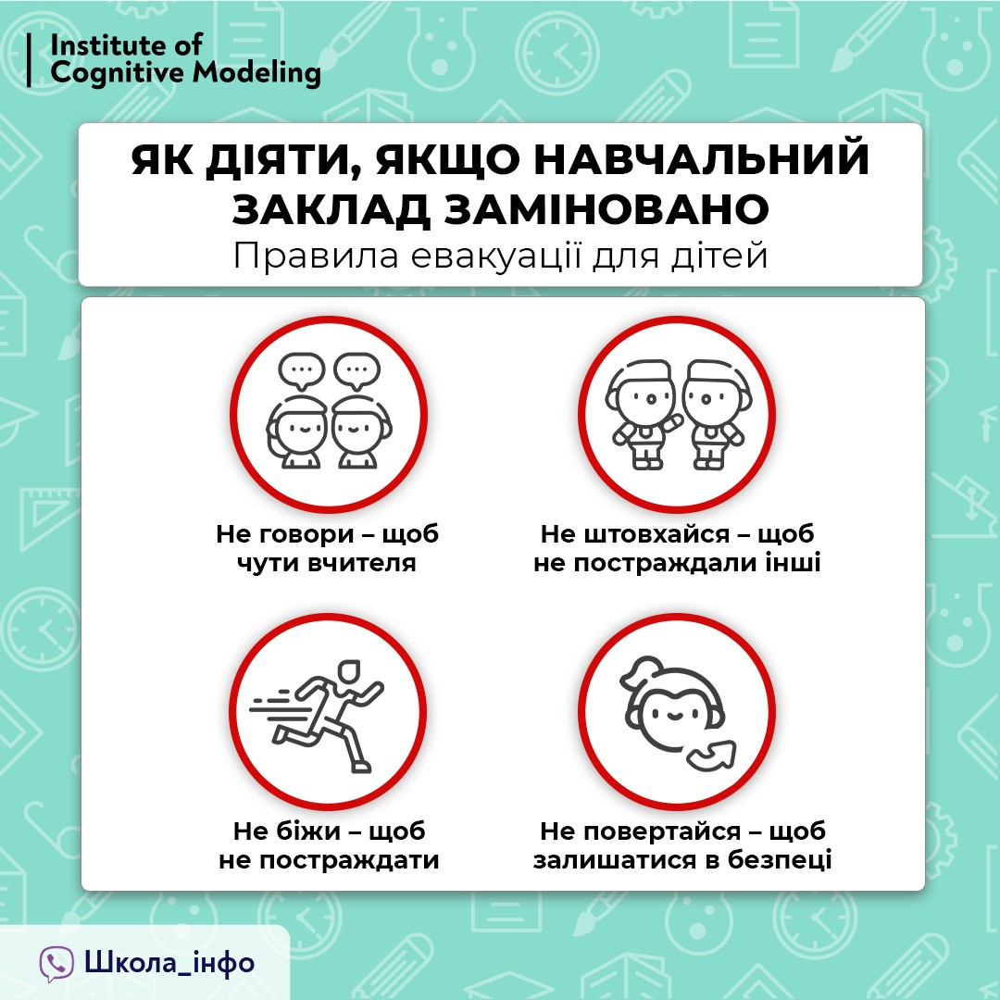 Institute of
Cognitive Modeling
ЯК ДІЯТИ, ЯКЩО НАВЧАЛЬНИЙ
ЗАКЛАД ЗАМІНОВАНО
Правила евакуації для дітей
Не говори – щоб
чути вчителя
Не штовхайся – щоб
не постраждали інші
Не біжи – щоб
не постраждати
Не повертайся – щоб
залишатися в безпеці
Школа_інфо